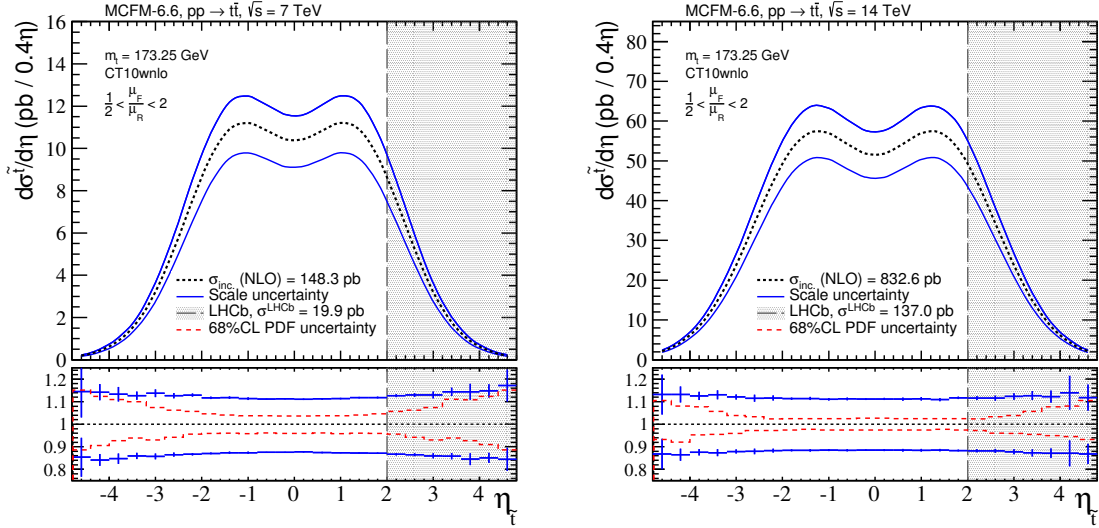 MCFM-6.6, pp → tt̄, √s = 7 TeV
dσ^t̃/dη (pb / 0.4η)
16
14
12
10
8
6
4
2
0
m_t = 173.25 GeV
CT10wnlo
1/2 < μ_F/μ_R < 2
σ_inc. (NLO) = 148.3 pb
Scale uncertainty
LHCb, σ^LHCb = 19.9 pb
68%CL PDF uncertainty
1.2
1.1
1
0.9
0.8
-4 -3 -2 -1 0 1 2 3 4 η_t̃
MCFM-6.6, pp → tt̄, √s = 14 TeV
dσ^t̃/dη (pb / 0.4η)
80
70
60
50
40
30
20
10
0
m_t = 173.25 GeV
CT10wnlo
1/2 < μ_F/μ_R < 2
σ_inc. (NLO) = 832.6 pb
Scale uncertainty
LHCb, σ^LHCb = 137.0 pb
68%CL PDF uncertainty
1.2
1.1
1
0.9
0.8
-4 -3 -2 -1 0 1 2 3 4 η_t̃